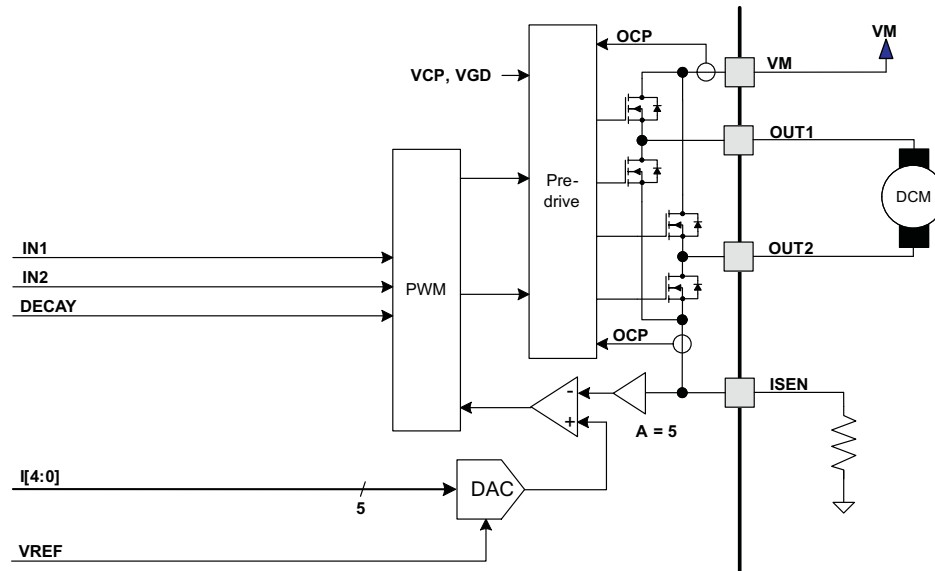 VM
OCP
VM
VCP, VGD
OUT1
Pre-
drive
DCM
IN1
OUT2
IN2
PWM
DECAY
OCP
ISEN
-
+
A = 5
I[4:0]
DAC
5
VREF